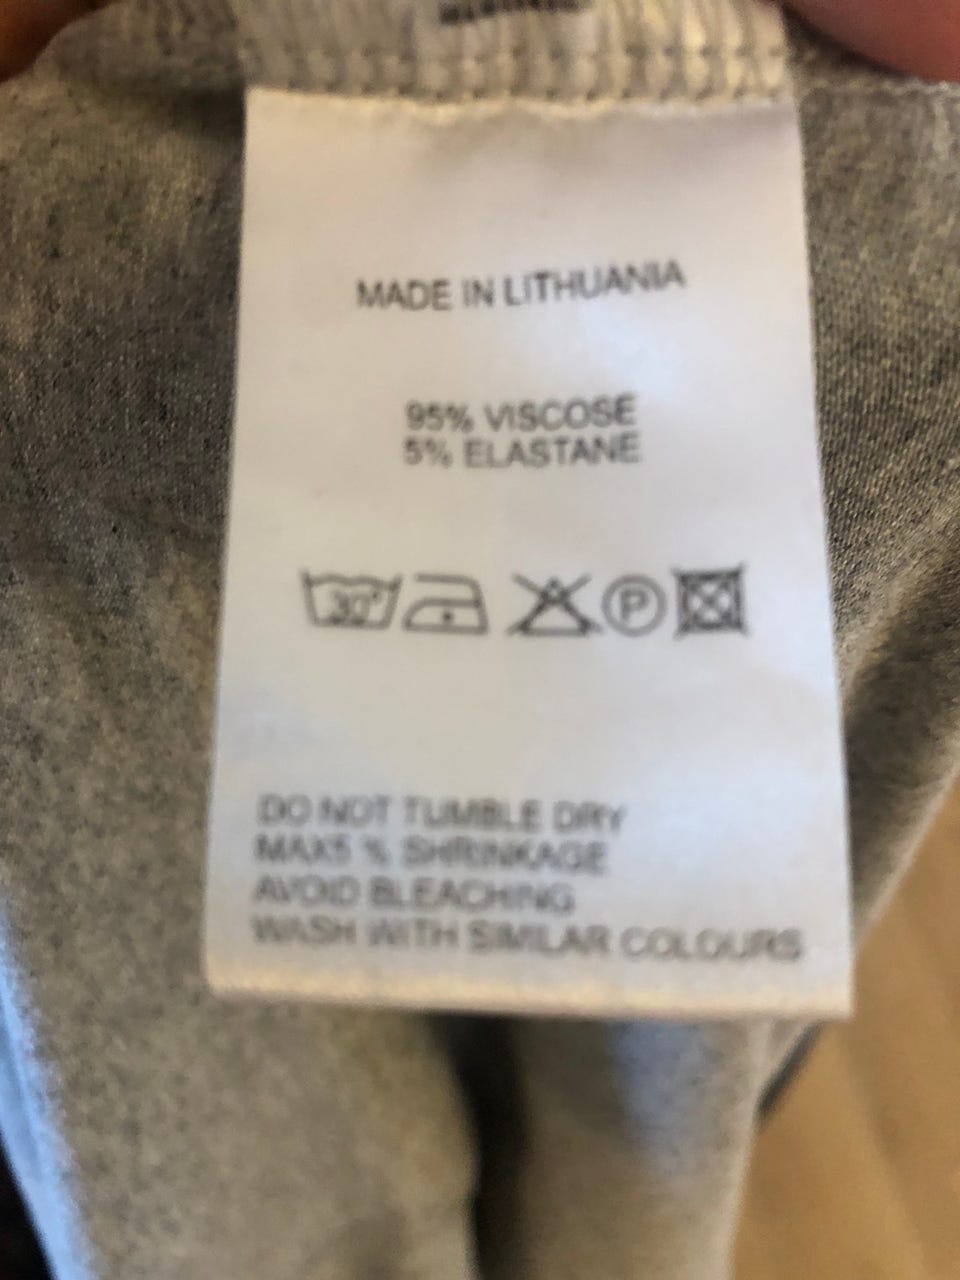 MADE IN LITHUANIA
95% VISCOSE
5% ELASTANE
30° P
DO NOT TUMBLE DRY
MAX5 % SHRINKAGE
AVOID BLEACHING
WASH WITH SIMILAR COLOURS